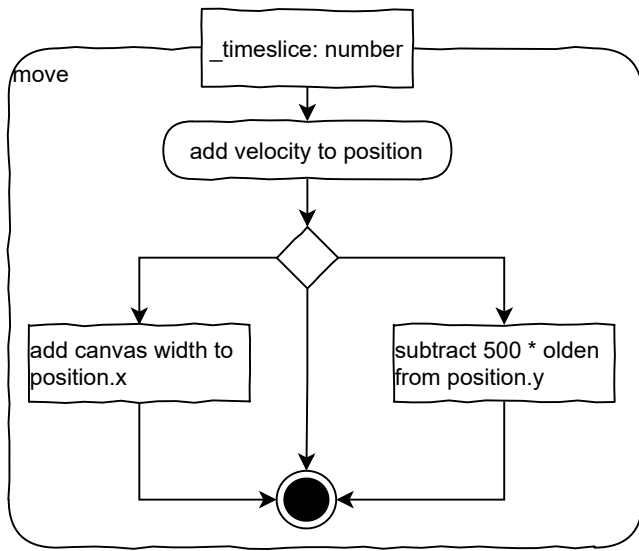 _timeslice: number
move
add velocity to position
add canvas width to
position.x
subtract 500 * olden
from position.y